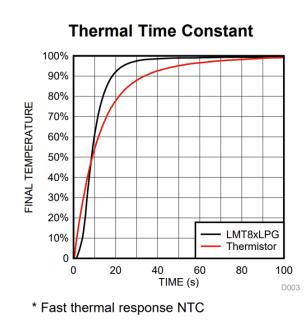 Thermal Time Constant
100%
90%
80%
70%
60%
50%
40%
30%
20%
10%
0
FINAL TEMPERATURE
0 20 40 60 80 100
TIME (s)
LMT8xLPG
Thermistor
D003
* Fast thermal response NTC